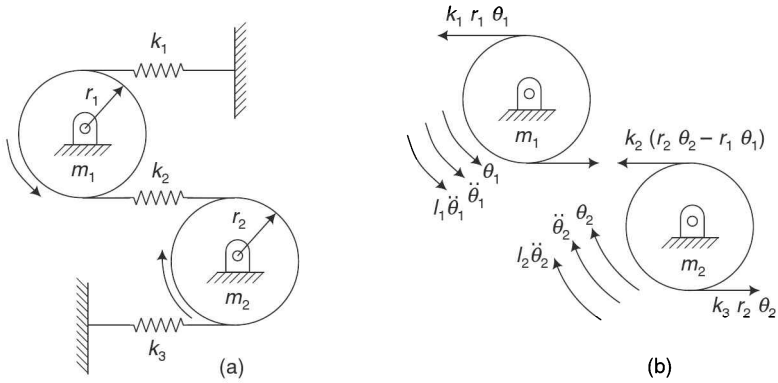 k₁
r₁
m₁
k₂
r₂
m₂
k₃
(a)
k₁ r₁ θ₁
m₁
k₂ (r₂ θ₂ – r₁ θ₁)
θ₁
θ̈₁
I₁θ̈₁
θ₂
θ̈₂
I₂θ̈₂
m₂
k₃ r₂ θ₂
(b)